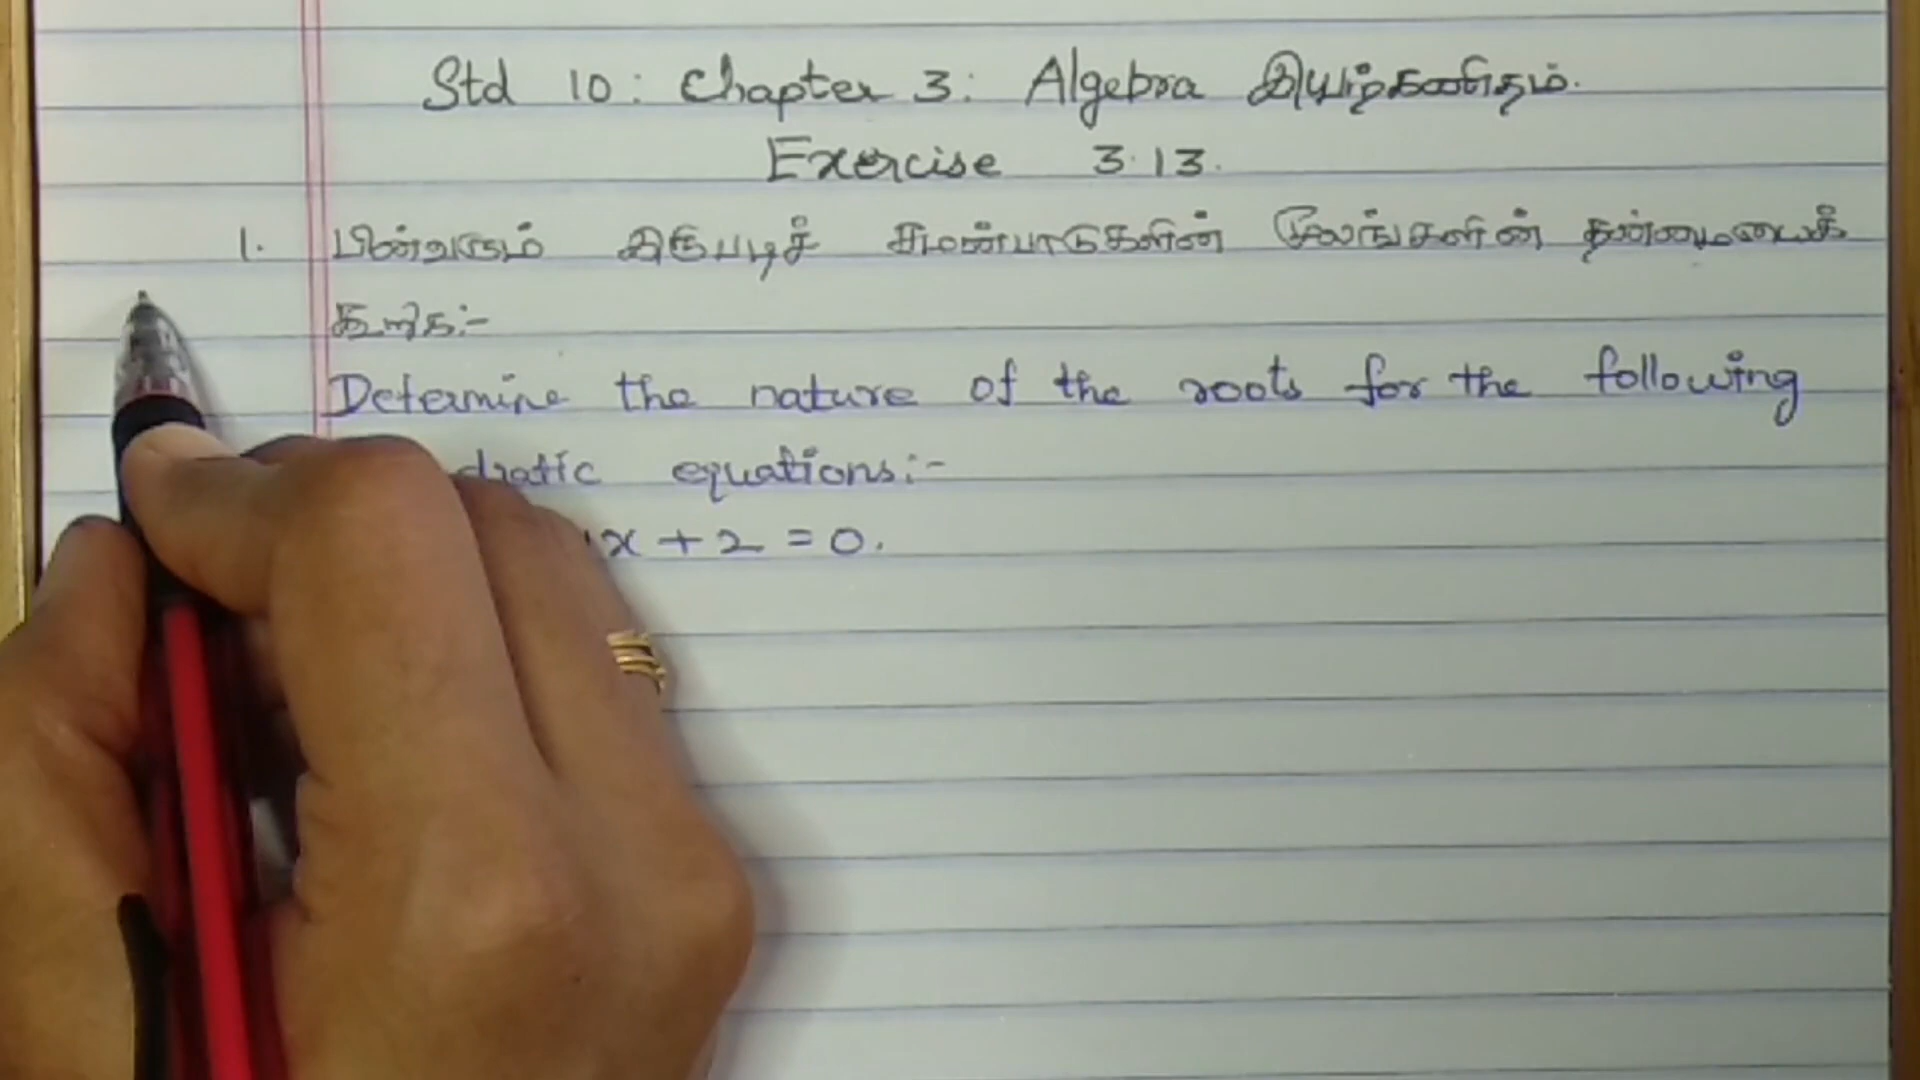 Std 10: Chapter 3: Algebra இயற்கணிதம்.
Exercise 3.13.
1. பின்வரும் இருபடிச் சமன்பாடுகளின் மூலங்களின் தன்மையைக்
கூறுக:-
Determine the nature of the roots for the following
dratic equations:-
x + 2 = 0.